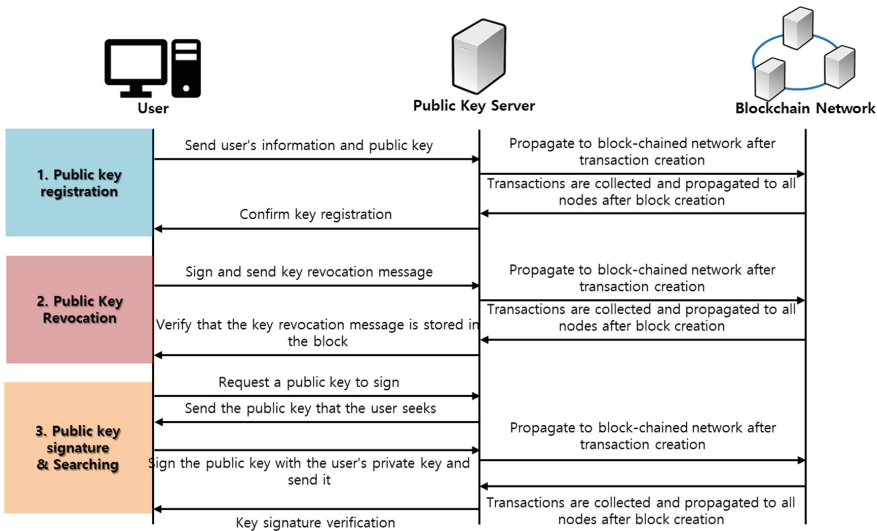 User
Public Key Server
Blockchain Network
1. Public key
registration
Send user's information and public key
Propagate to block-chained network after
transaction creation
Transactions are collected and propagated to all
nodes after block creation
Confirm key registration
2. Public Key
Revocation
Sign and send key revocation message
Propagate to block-chained network after
transaction creation
Transactions are collected and propagated to all
nodes after block creation
Verify that the key revocation message is stored in
the block
3. Public key
signature
& Searching
Request a public key to sign
Send the public key that the user seeks
Propagate to block-chained network after
transaction creation
Sign the public key with the user's private key and
send it
Transactions are collected and propagated to all
nodes after block creation
Key signature verification